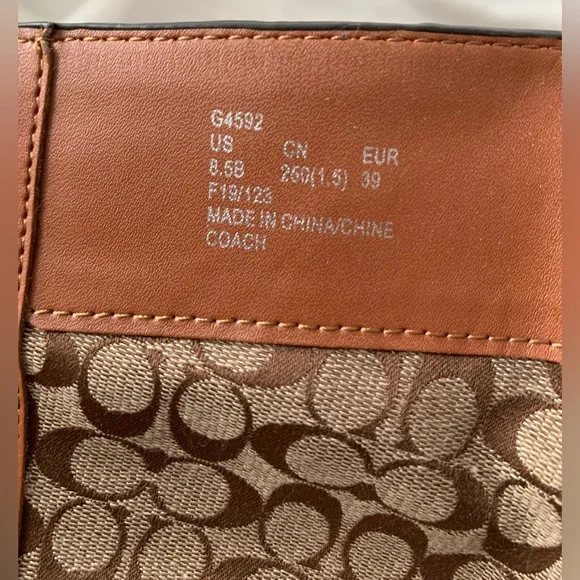 G4592
US CN EUR
8.5B 250(1.5) 39
F19/123
MADE IN CHINA/CHINE
COACH